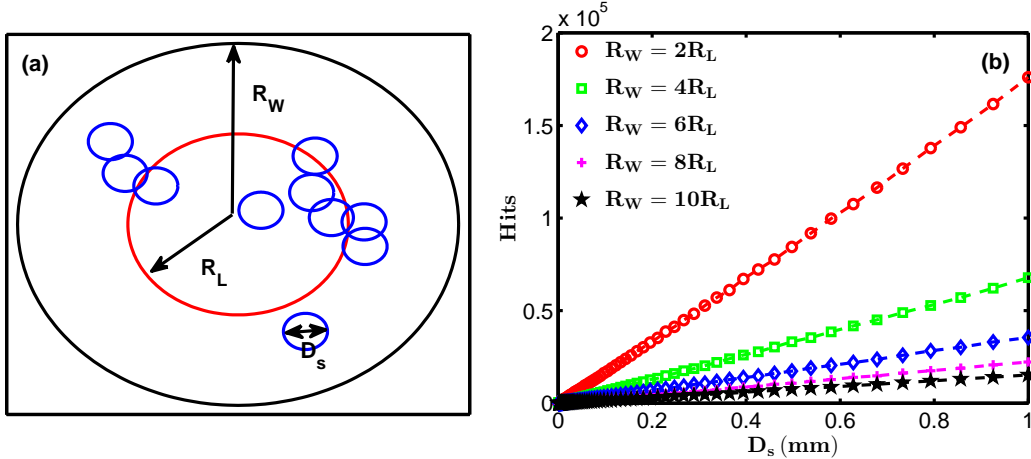 (a)
R_W
R_L
D_s
x 10^5
(b)
R_W = 2R_L
R_W = 4R_L
R_W = 6R_L
R_W = 8R_L
R_W = 10R_L
Hits
2
1.5
1
0.5
0
0 0.2 0.4 0.6 0.8 1
D_s (mm)